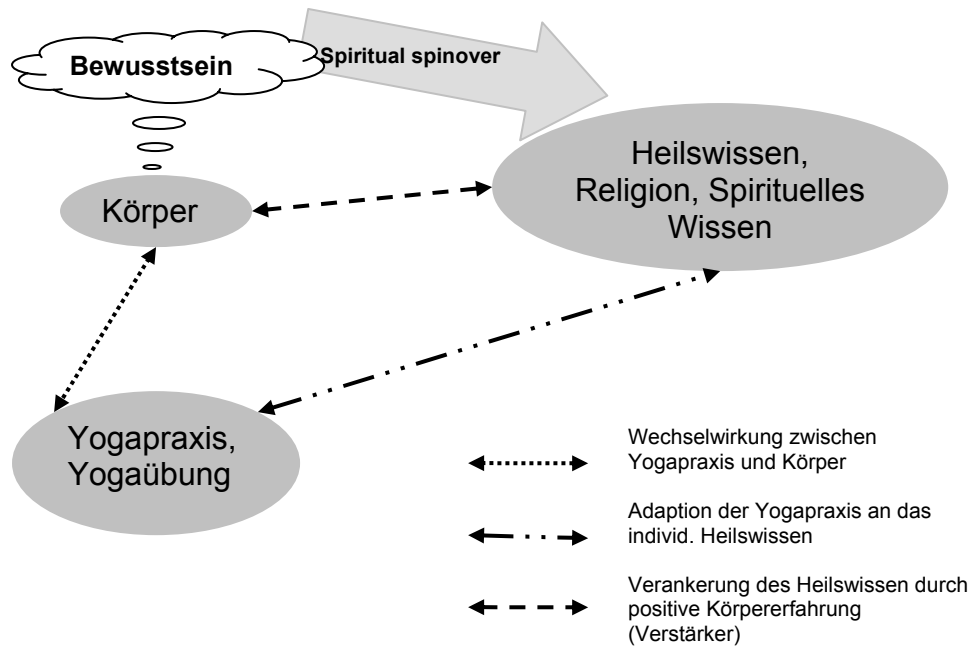 Spiritual spinover
Bewusstsein
Heilswissen,
Religion, Spirituelles
Wissen
Körper
Yogapraxis,
Yogaübung
Wechselwirkung zwischen
Yogapraxis und Körper
Adaption der Yogapraxis an das
individ. Heilswissen
Verankerung des Heilswissen durch
positive Körpererfahrung
(Verstärker)